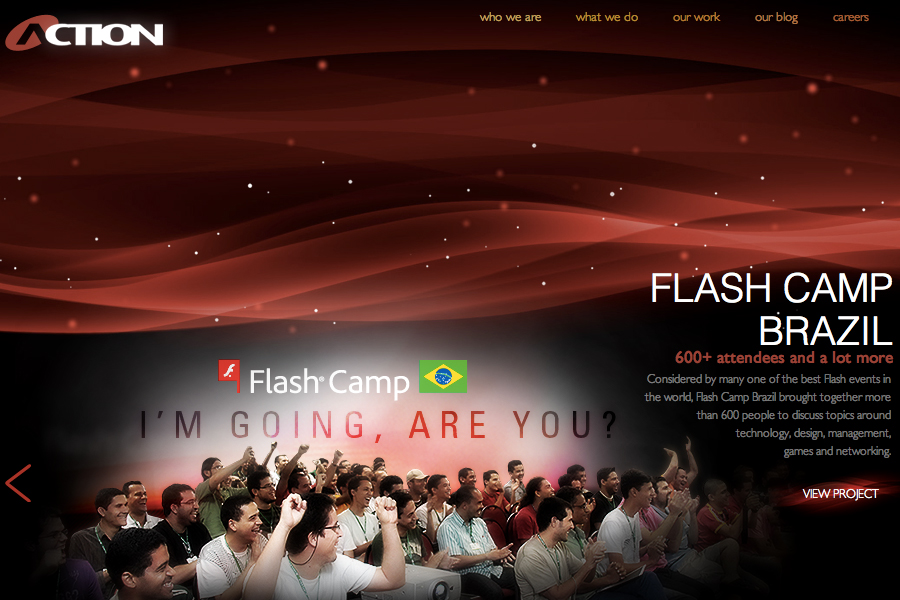 ACTION
who we are what we do our work our blog careers
FLASH CAMP
BRAZIL
600+ attendees and a lot more
Considered by many one of the best Flash events in
the world, Flash Camp Brazil brought together more
than 600 people to discuss topics around
technology, design, management,
games and networking.
VIEW PROJECT
Flash® Camp
I'M GOING, ARE YOU?